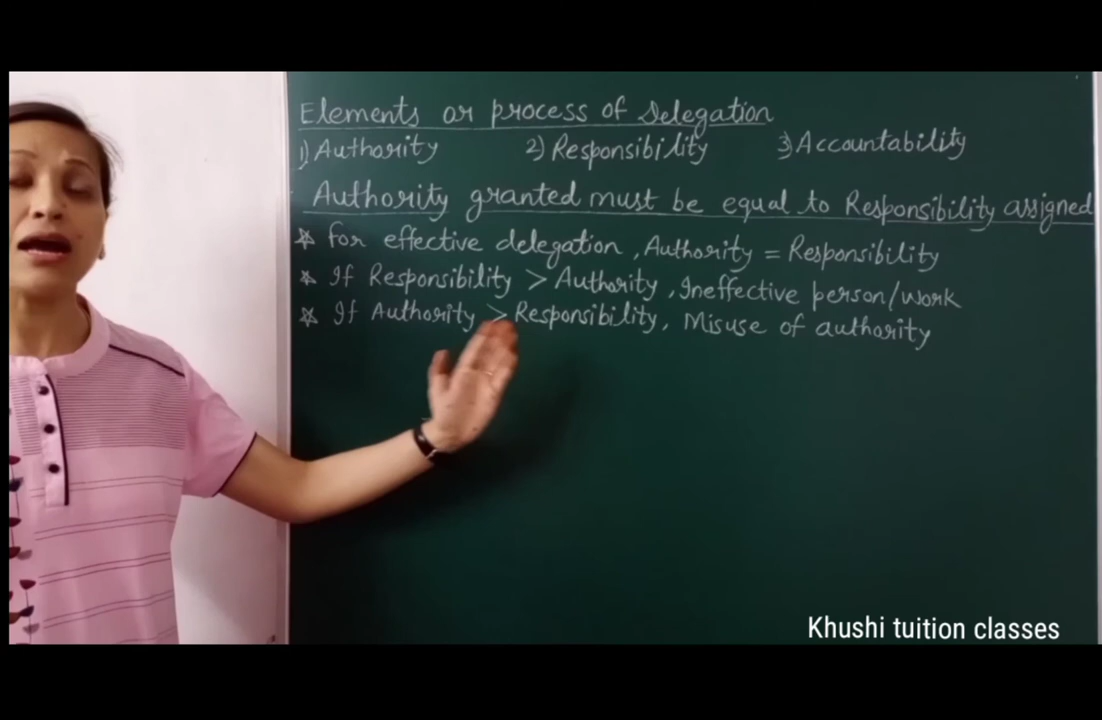 Elements or process of Delegation
1) Authority 2) Responsibility 3) Accountability
Authority granted must be equal to Responsibility assigned
☆ For effective delegation, Authority = Responsibility
☆ If Responsibility > Authority, Ineffective person/work
☆ If Authority > Responsibility, Misuse of authority
Khushi tuition classes